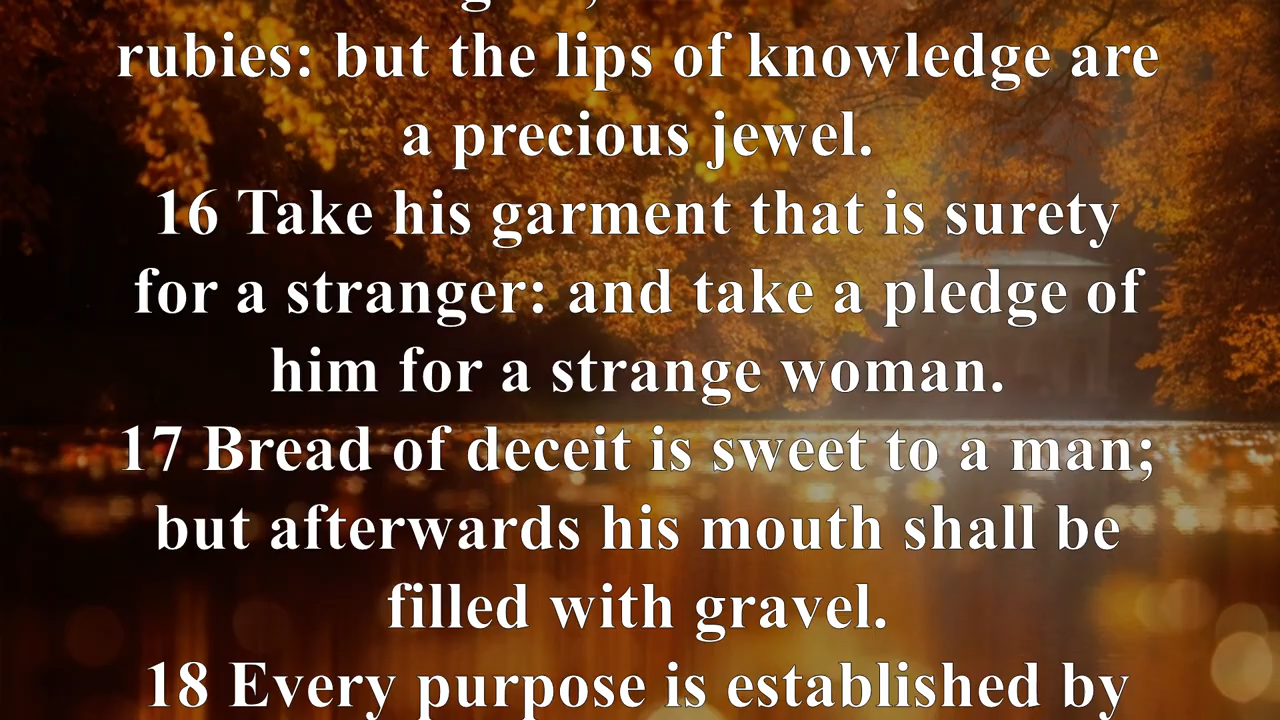 rubies: but the lips of knowledge are
a precious jewel.
16 Take his garment that is surety
for a stranger: and take a pledge of
him for a strange woman.
17 Bread of deceit is sweet to a man;
but afterwards his mouth shall be
filled with gravel.
18 Every purpose is established by